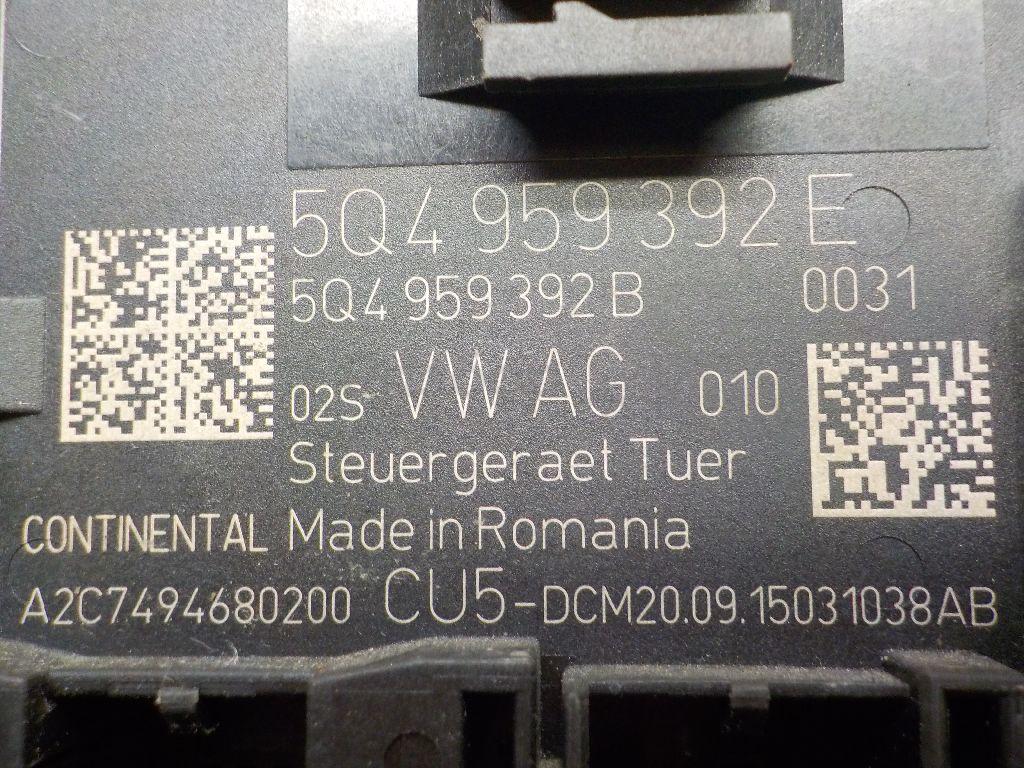 5Q4 959 392 E
5Q4 959 392 B 0031
02S VW AG 010
Steuergeraet Tuer
CONTINENTAL Made in Romania
A2C7494680200 CU5-DCM20.09.15031038AB